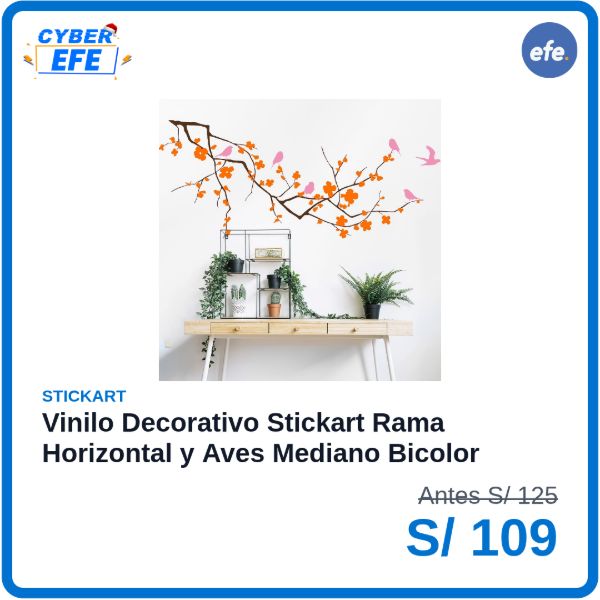 CYBER
EFE
efe.
STICKART
Vinilo Decorativo Stickart Rama
Horizontal y Aves Mediano Bicolor
Antes S/ 125
S/ 109